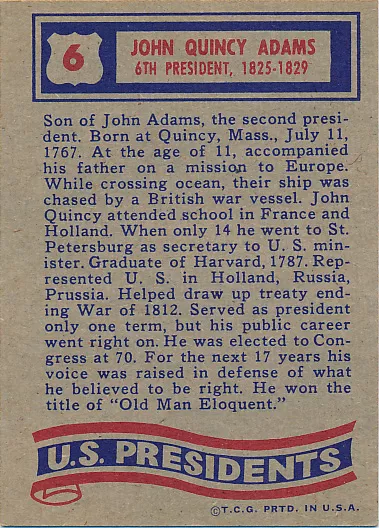 6
JOHN QUINCY ADAMS
6TH PRESIDENT, 1825-1829
Son of John Adams, the second presi-
dent. Born at Quincy, Mass., July 11,
1767. At the age of 11, accompanied
his father on a mission to Europe.
While crossing ocean, their ship was
chased by a British war vessel. John
Quincy attended school in France and
Holland. When only 14 he went to St.
Petersburg as secretary to U. S. min-
ister. Graduate of Harvard, 1787. Rep-
resented U. S. in Holland, Russia,
Prussia. Helped draw up treaty end-
ing War of 1812. Served as president
only one term, but his public career
went right on. He was elected to Con-
gress at 70. For the next 17 years his
voice was raised in defense of what
he believed to be right. He won the
title of "Old Man Eloquent."
U.S. PRESIDENTS
©T.C.G. PRTD. IN U.S.A.